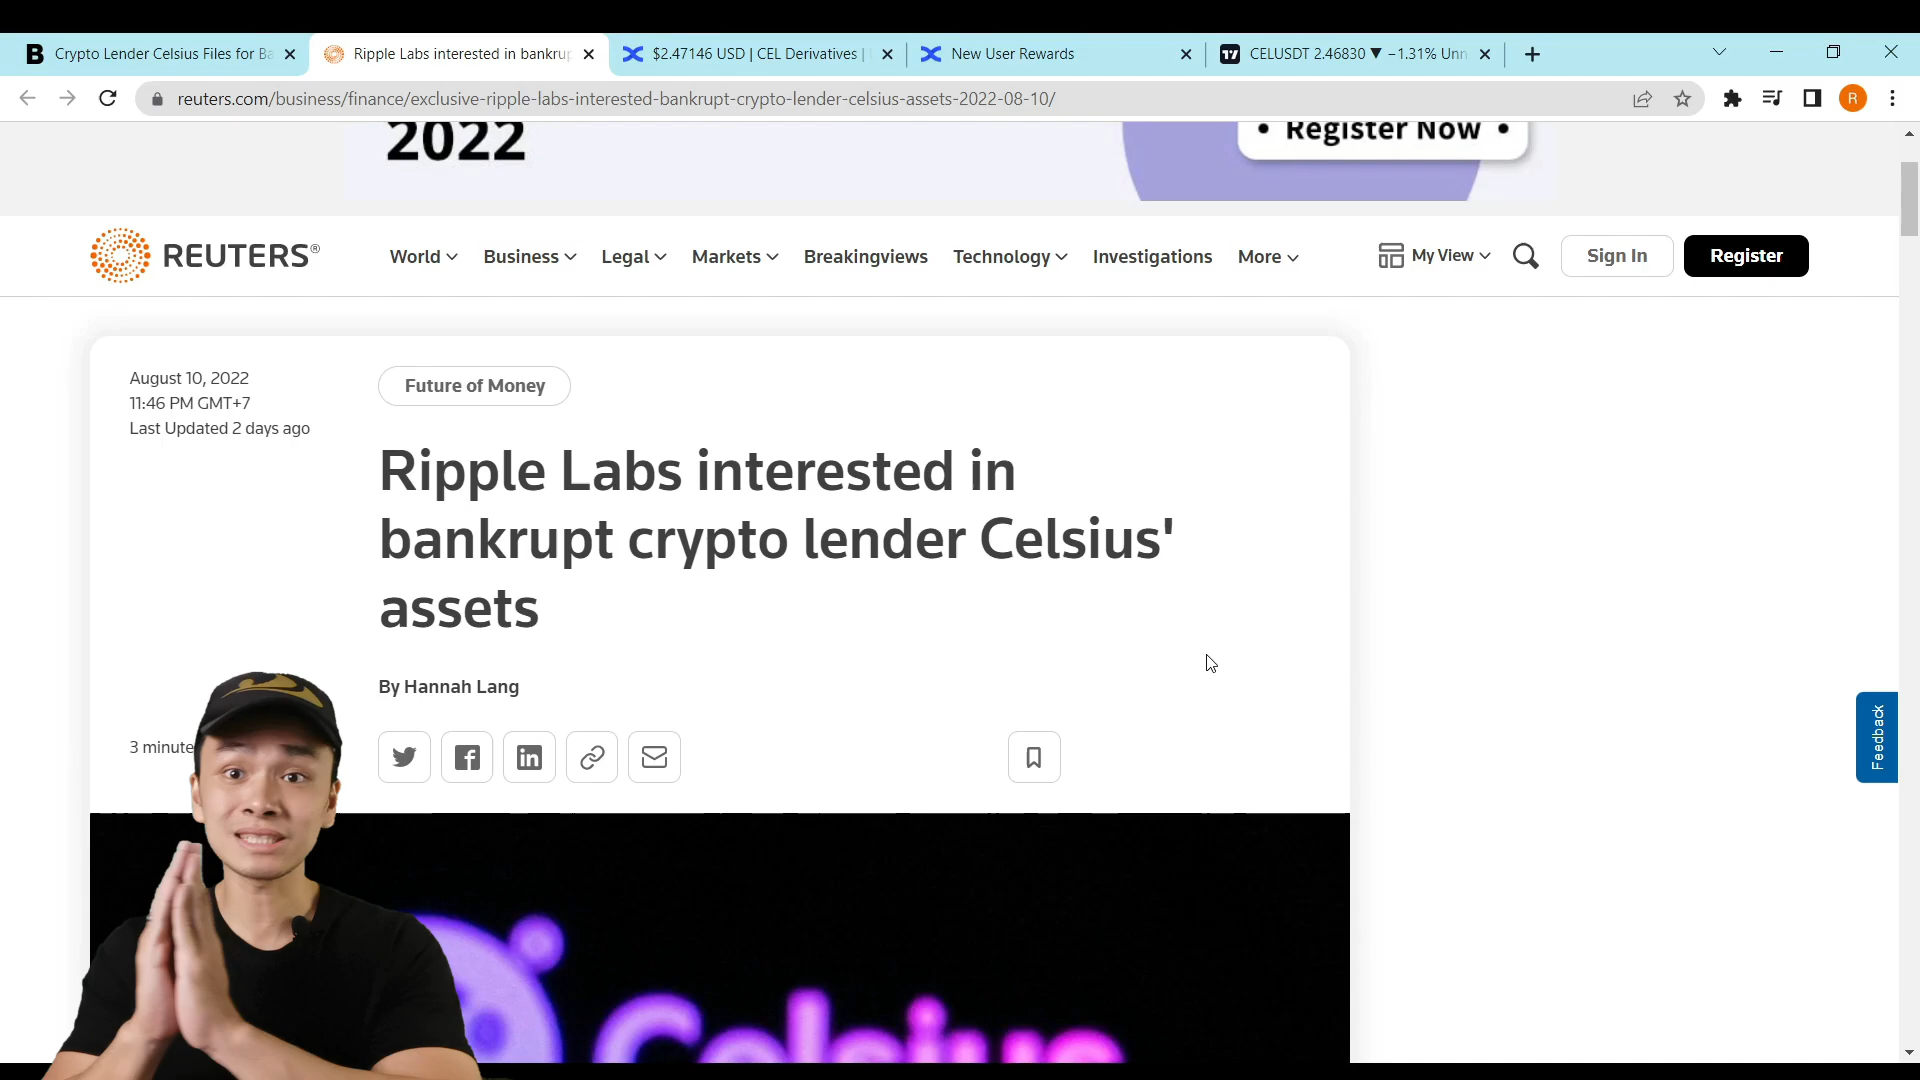 Crypto Lender Celsius Files for Ba
Ripple Labs interested in bankrup
$2.47146 USD | CEL Derivatives |
New User Rewards
CELUSDT 2.46830 ▼ −1.31% Unn
reuters.com/business/finance/exclusive-ripple-labs-interested-bankrupt-crypto-lender-celsius-assets-2022-08-10/
R
2022
• Register Now •
REUTERS®
World
Business
Legal
Markets
Breakingviews
Technology
Investigations
More
My View
Sign In
Register
August 10, 2022
11:46 PM GMT+7
Last Updated 2 days ago
Future of Money
Ripple Labs interested in
bankrupt crypto lender Celsius'
assets
By Hannah Lang
3 minute
Feedback
Celsius